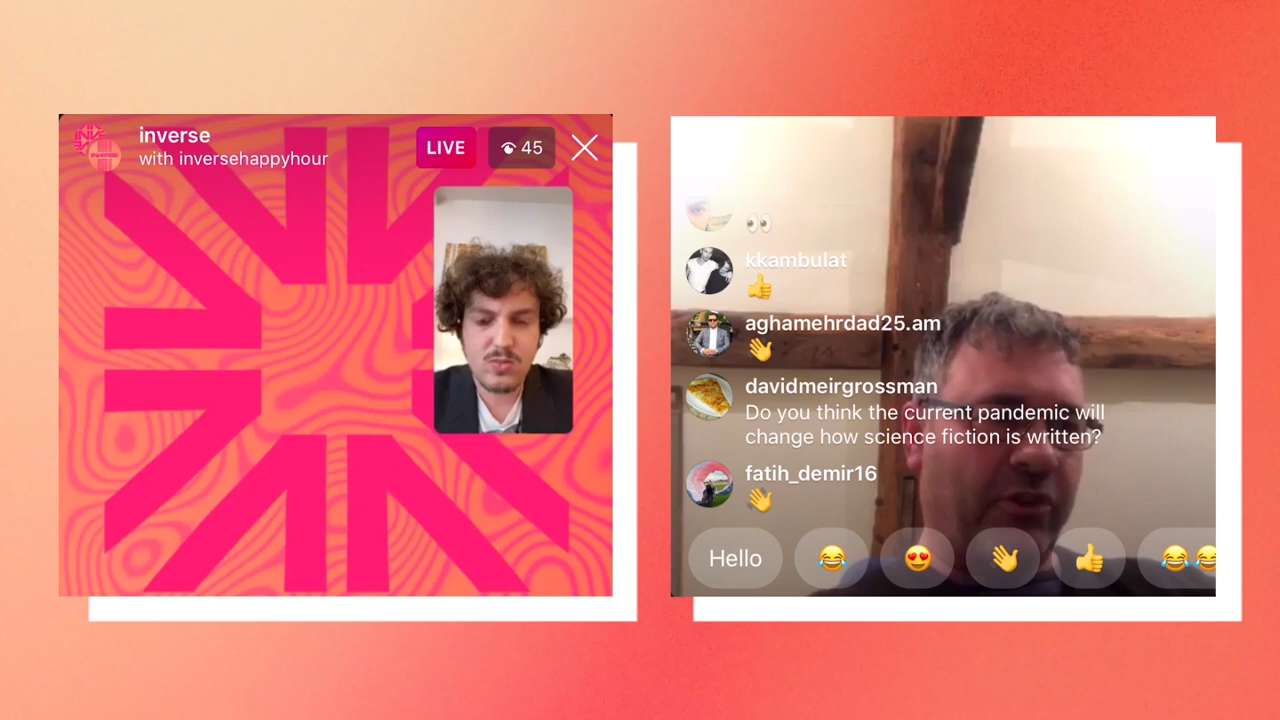 inverse
with inversehappyhour
LIVE
45
👀
kkambulat
👍
aghamehrdad25.am
👋
davidmeirgrossman
Do you think the current pandemic will
change how science fiction is written?
fatih_demir16
👋
Hello 😂 😍 👋 👍 😂😂